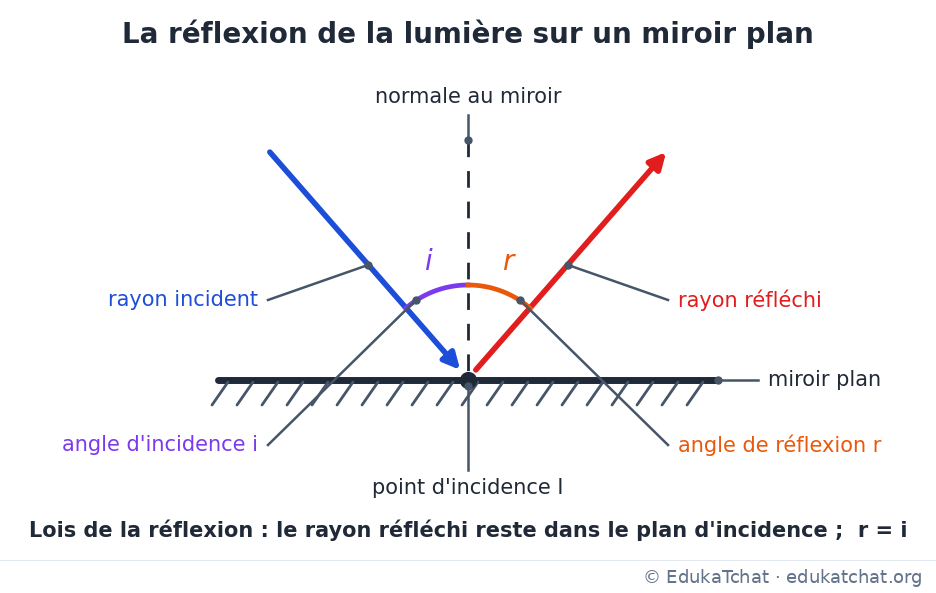 La réflexion de la lumière sur un miroir plan
normale au miroir
i
r
rayon incident
rayon réfléchi
miroir plan
angle d'incidence i
angle de réflexion r
point d'incidence I
Lois de la réflexion : le rayon réfléchi reste dans le plan d'incidence ; r = i
© EdukaTchat · edukatchat.org